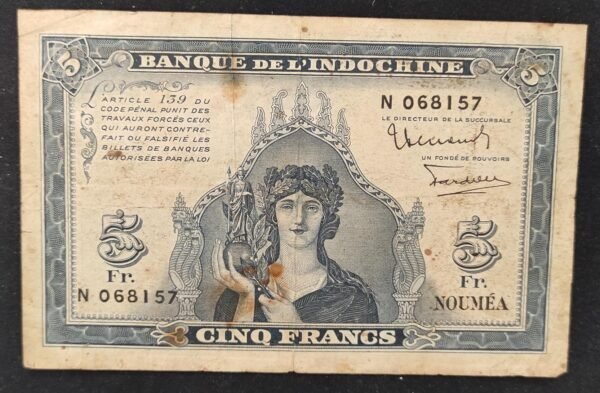 5
BANQUE DE L'INDOCHINE
5
L'ARTICLE 139 DU
CODE PÉNAL PUNIT DES
TRAVAUX FORCÉS CEUX
QUI AURONT CONTRE-
FAIT OU FALSIFIÉ LES
BILLETS DE BANQUES
AUTORISÉES PAR LA LOI
N 068157
LE DIRECTEUR DE LA SUCCURSALE
UN FONDÉ DE POUVOIRS
5
Fr.
N 068157
5
Fr.
NOUMÉA
CINQ FRANCS